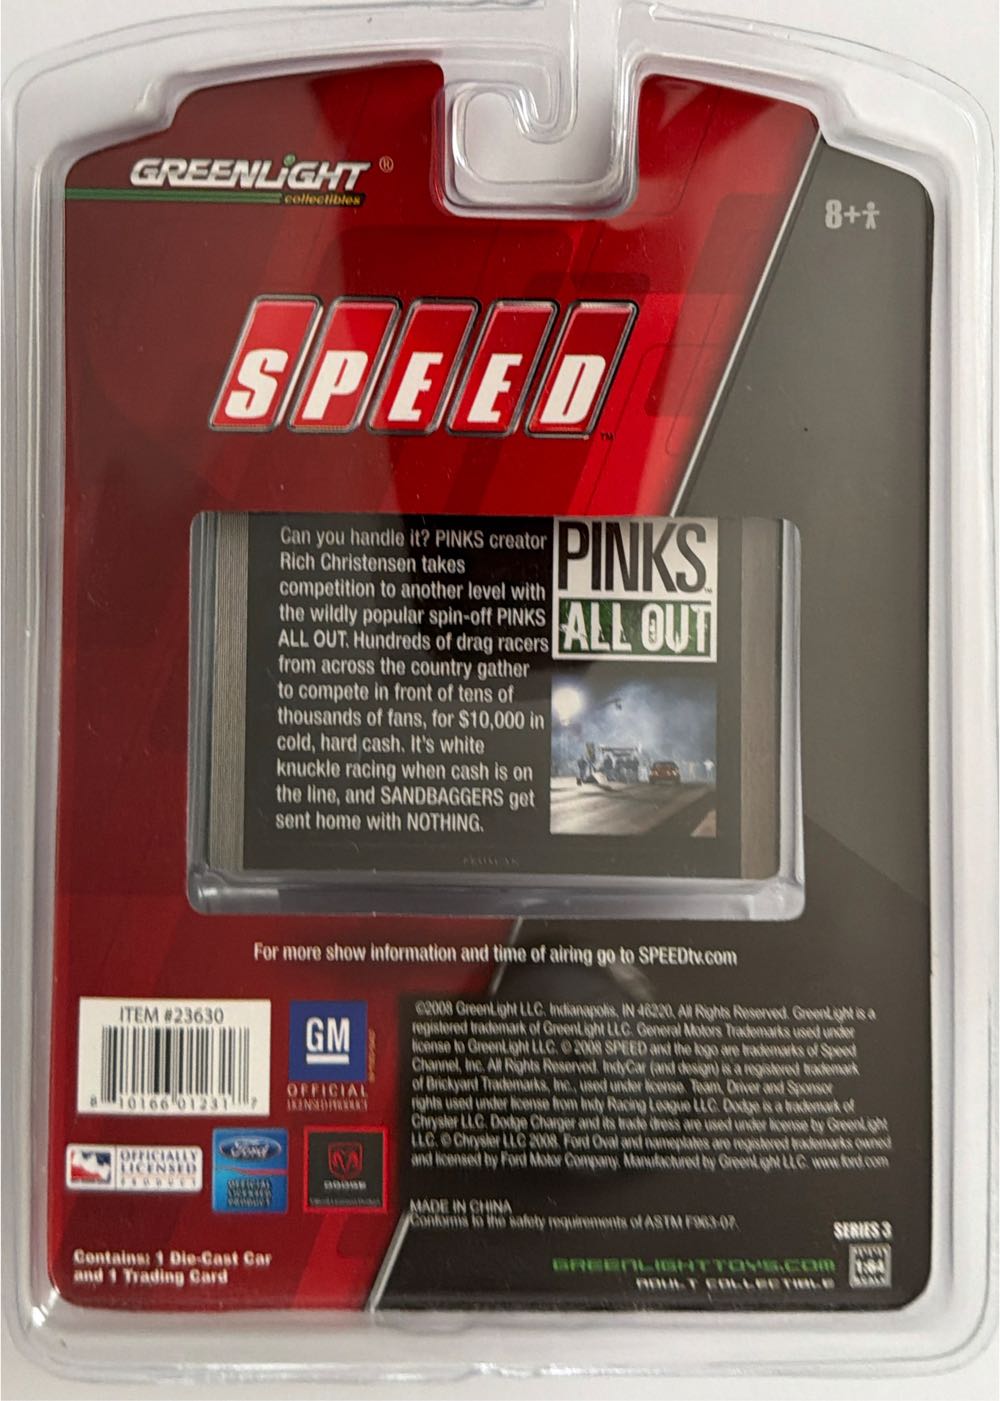 GREENLiGHT ®
collectibles
8+
SPEED™
Can you handle it? PINKS creator
Rich Christensen takes
competition to another level with
the wildly popular spin-off PINKS
ALL OUT. Hundreds of drag racers
from across the country gather
to compete in front of tens of
thousands of fans, for $10,000 in
cold, hard cash. It's white
knuckle racing when cash is on
the line, and SANDBAGGERS get
sent home with NOTHING.
PINKS™
ALL OUT
For more show information and time of airing go to SPEEDtv.com
ITEM #23630
8 10166 01231 7
GM
OFFICIAL
LICENSED PRODUCT
OFFICIALLY
LICENSED
PRODUCT
Ford
OFFICIAL
LICENSED
PRODUCT
DODGE
Contains: 1 Die-Cast Car
and 1 Trading Card
©2008 GreenLight LLC. Indianapolis, IN 46220. All Rights Reserved. GreenLight is a
registered trademark of GreenLight LLC. General Motors Trademarks used under
license to GreenLight LLC. © 2008 SPEED and the logo are trademarks of Speed
Channel, Inc. All Rights Reserved. IndyCar (and design) is a registered trademark
of Brickyard Trademarks, Inc., used under license. Team, Driver and Sponsor
rights used under license from Indy Racing League LLC. Dodge is a trademark of
Chrysler LLC. Dodge Charger and its trade dress are used under license by GreenLight
LLC. © Chrysler LLC 2008. Ford Oval and nameplates are registered trademarks owned
and licensed by Ford Motor Company. Manufactured by GreenLight LLC. www.ford.com
MADE IN CHINA
Conforms to the safety requirements of ASTM F963-07.
SERIES 3
GREENLIGHTTOYS.COM
ADULT COLLECTIBLE
1:64
SCALE